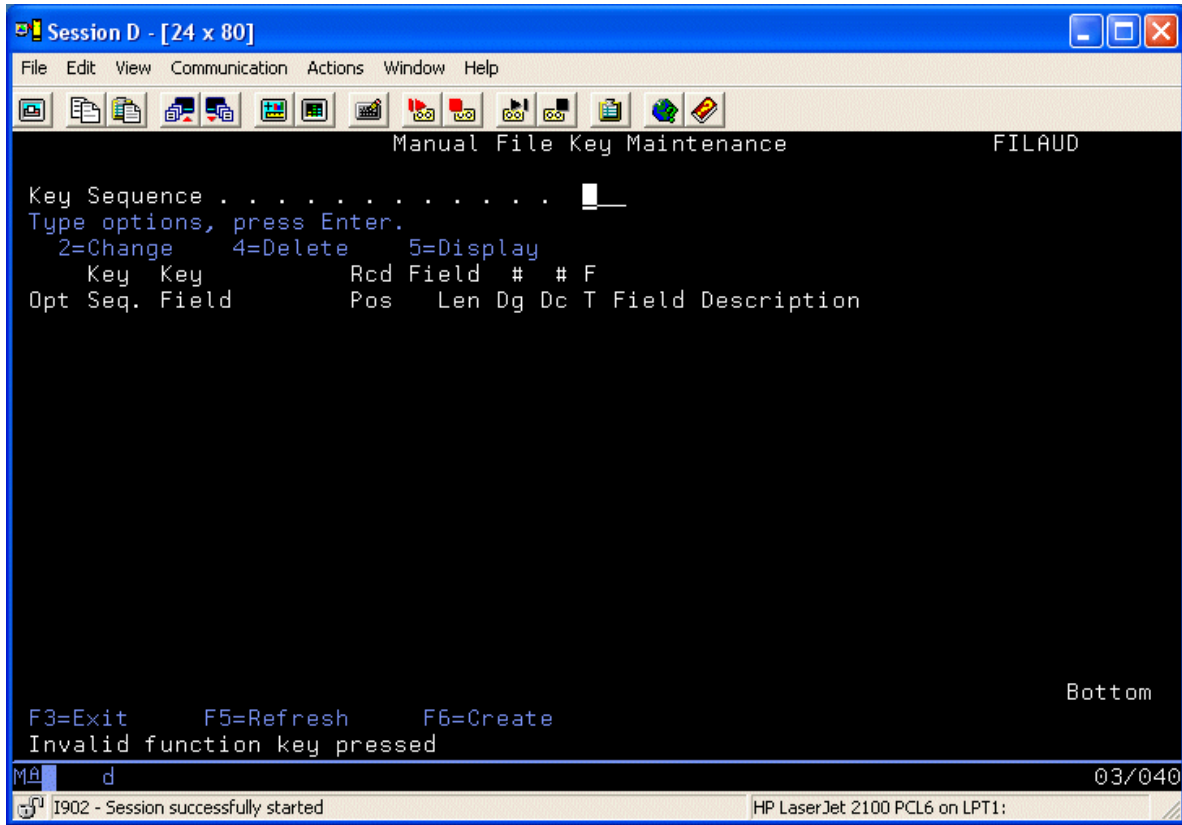 Session D - [24 x 80]
File Edit View Communication Actions Window Help
Manual File Key Maintenance FILAUD
Key Sequence . . . . . . . . . . . .
Type options, press Enter.
2=Change 4=Delete 5=Display
Key Key Rcd Field # # F
Opt Seq. Field Pos Len Dg Dc T Field Description
Bottom
F3=Exit F5=Refresh F6=Create
Invalid function key pressed
MA d 03/040
I902 - Session successfully started HP LaserJet 2100 PCL6 on LPT1: